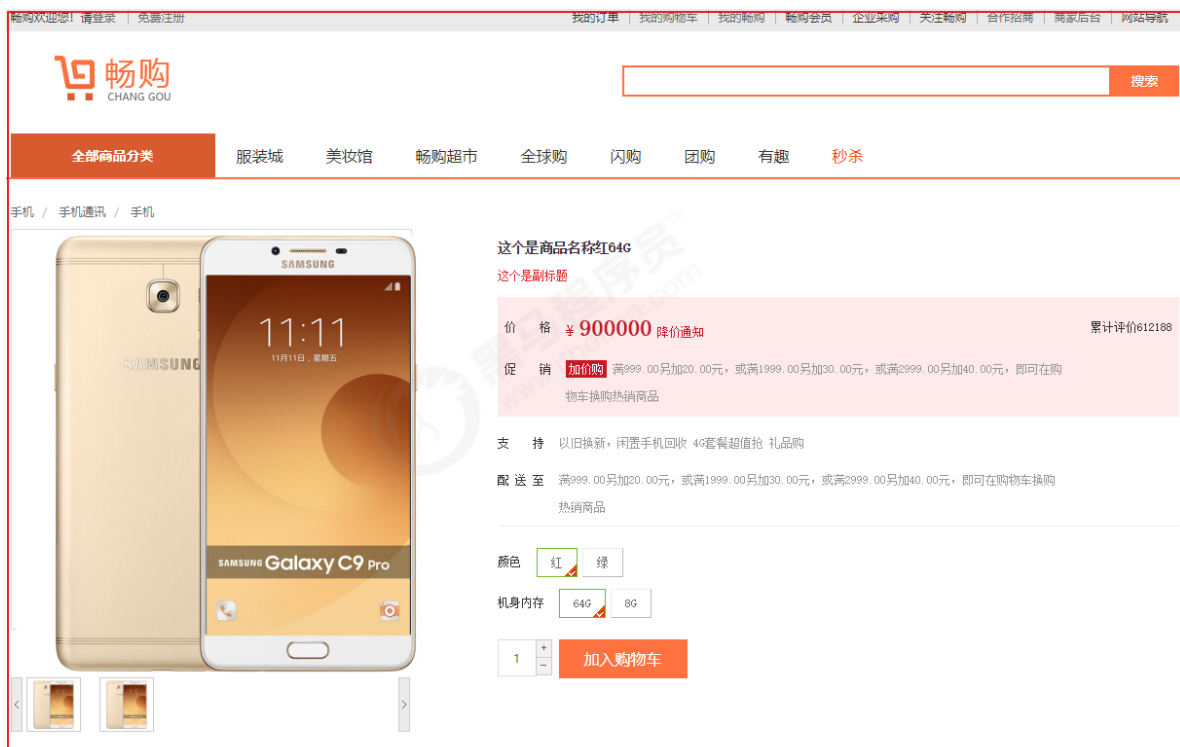 畅购欢迎您！请登录 免费注册
我的订单 我的购物车 我的畅购 畅购会员 企业采购 关注畅购 合作招商 商家后台 网站导航
畅购
CHANG GOU
搜索
全部商品分类 服装城 美妆馆 畅购超市 全球购 闪购 团购 有趣 秒杀
手机 / 手机通讯 / 手机
SAMSUNG
SAMSUNG
11:11
11月11日，星期五
SAMSUNG Galaxy C9 Pro
这个是商品名称红64G
这个是副标题
价 格 ¥ 900000 降价通知 累计评价612188
促 销 加价购 满999.00另加20.00元，或满1999.00另加30.00元，或满2999.00另加40.00元，即可在购
物车换购热销商品
支 持 以旧换新，闲置手机回收 4G套餐超值抢 礼品购
配送至 满999.00另加20.00元，或满1999.00另加30.00元，或满2999.00另加40.00元，即可在购物车换购
热销商品
颜色 红 绿
机身内存 64G 8G
1 + −
加入购物车
< >
黑马程序员™
www.itheima.com